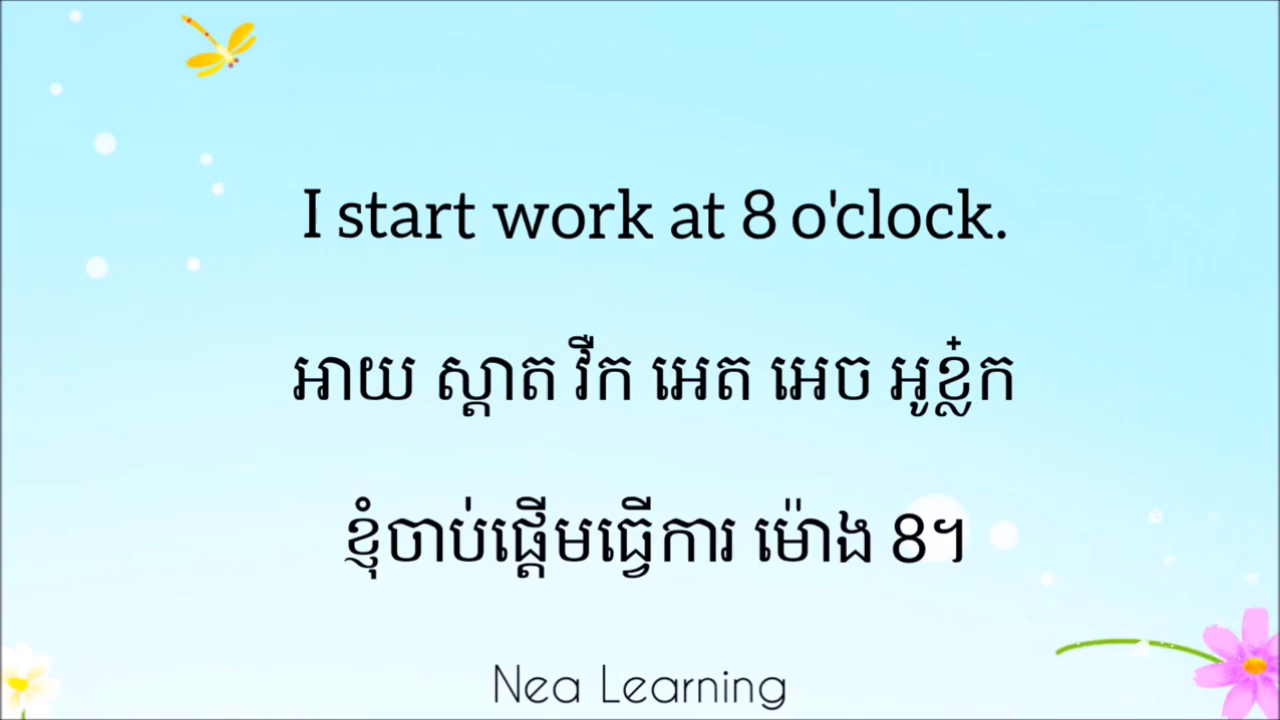 I start work at 8 o'clock.
អាយ ស្តាត វឺក អេត អេច អូខ្ល៎ក
ខ្ញុំចាប់ផ្តើមធ្វើការ ម៉ោង 8។
Nea Learning